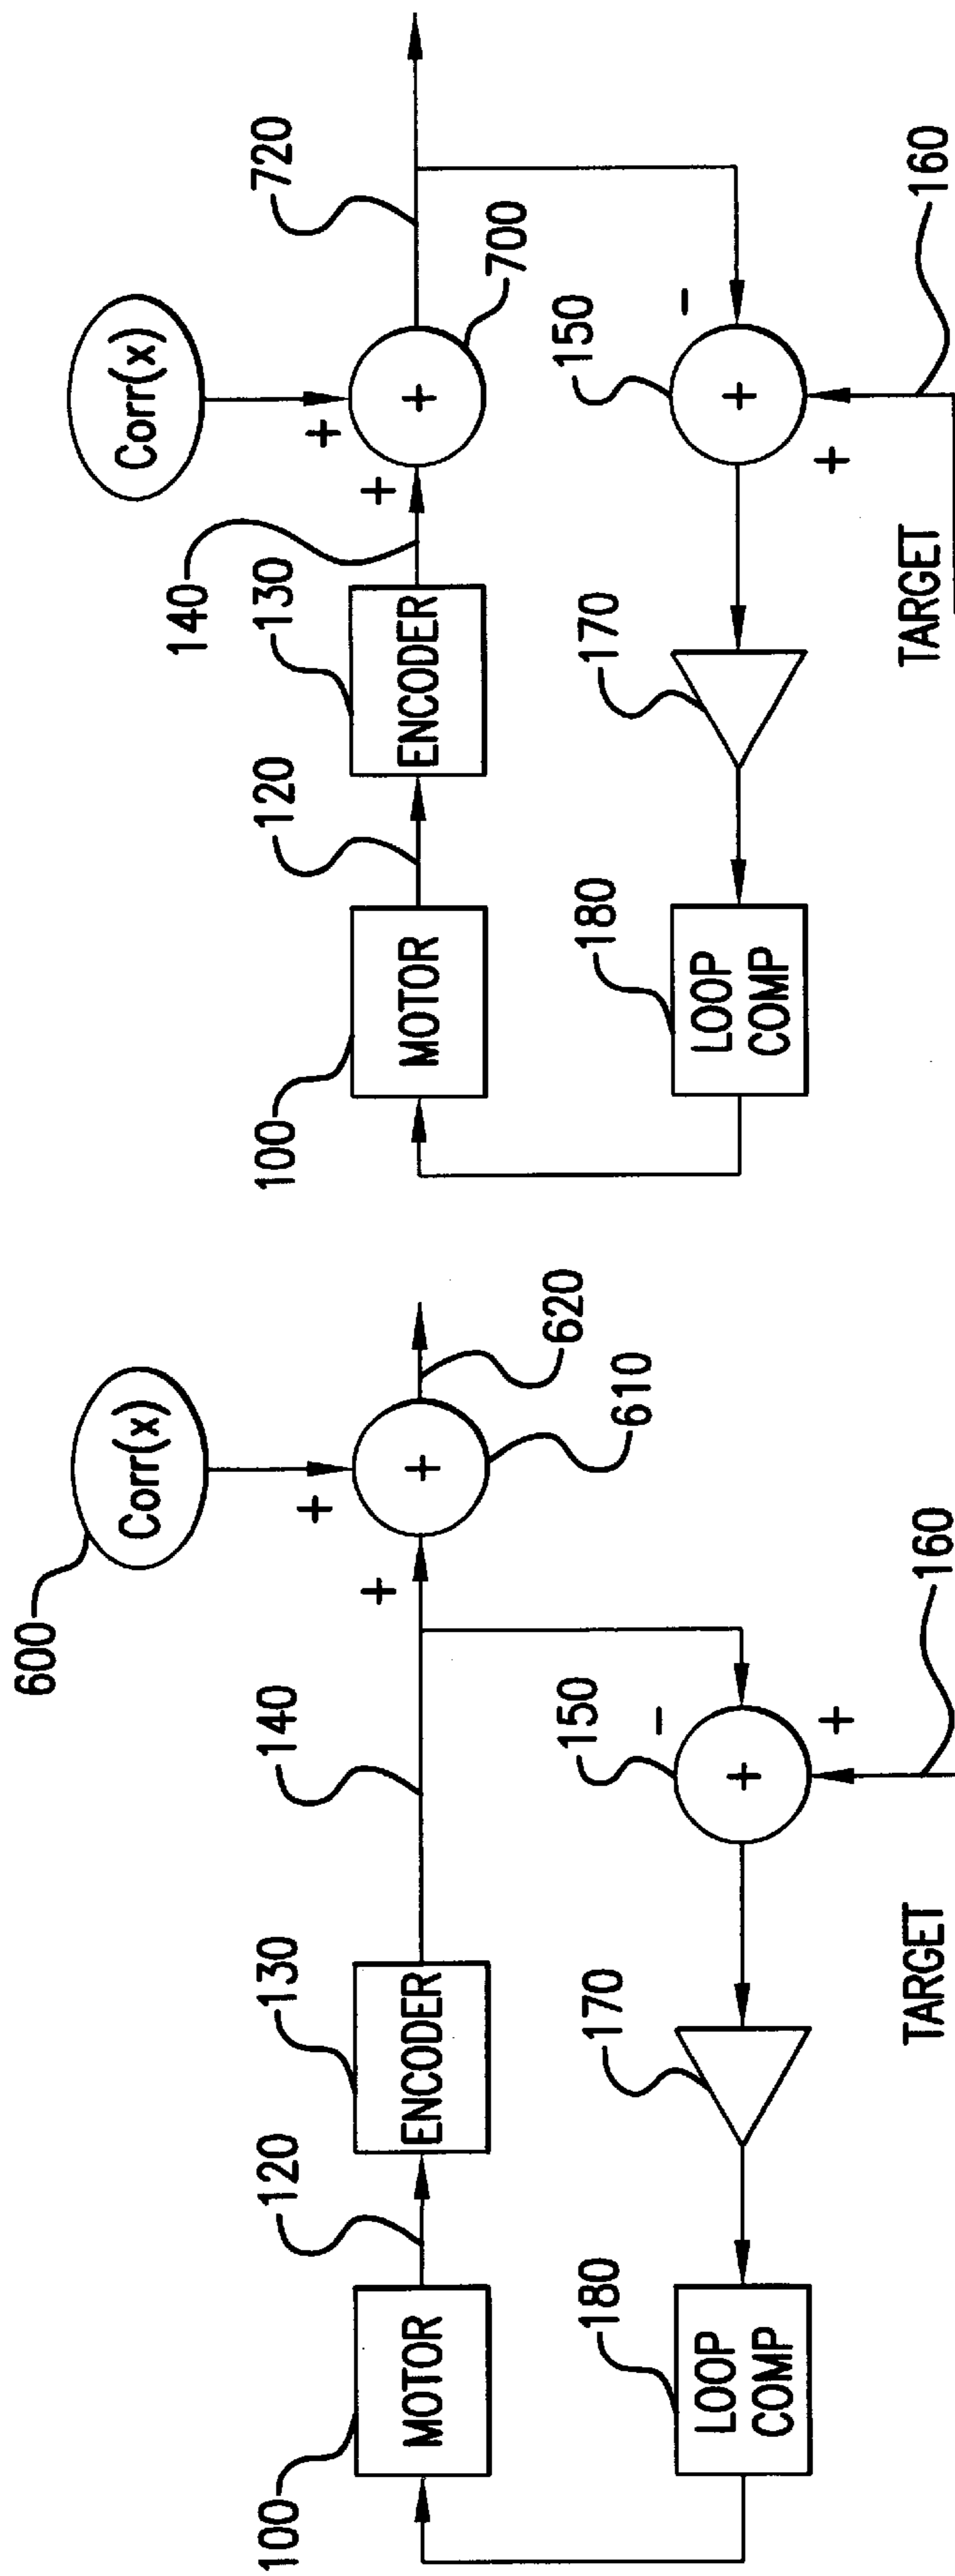 600
Corr(x)
100
MOTOR
120
130
ENCODER
140
+
+
+
610
620
180
LOOP
COMP
170
150
-
+
+
TARGET
160
Corr(x)
100
MOTOR
120
130
ENCODER
140
+
+
+
700
720
180
LOOP
COMP
170
150
-
+
+
TARGET
160